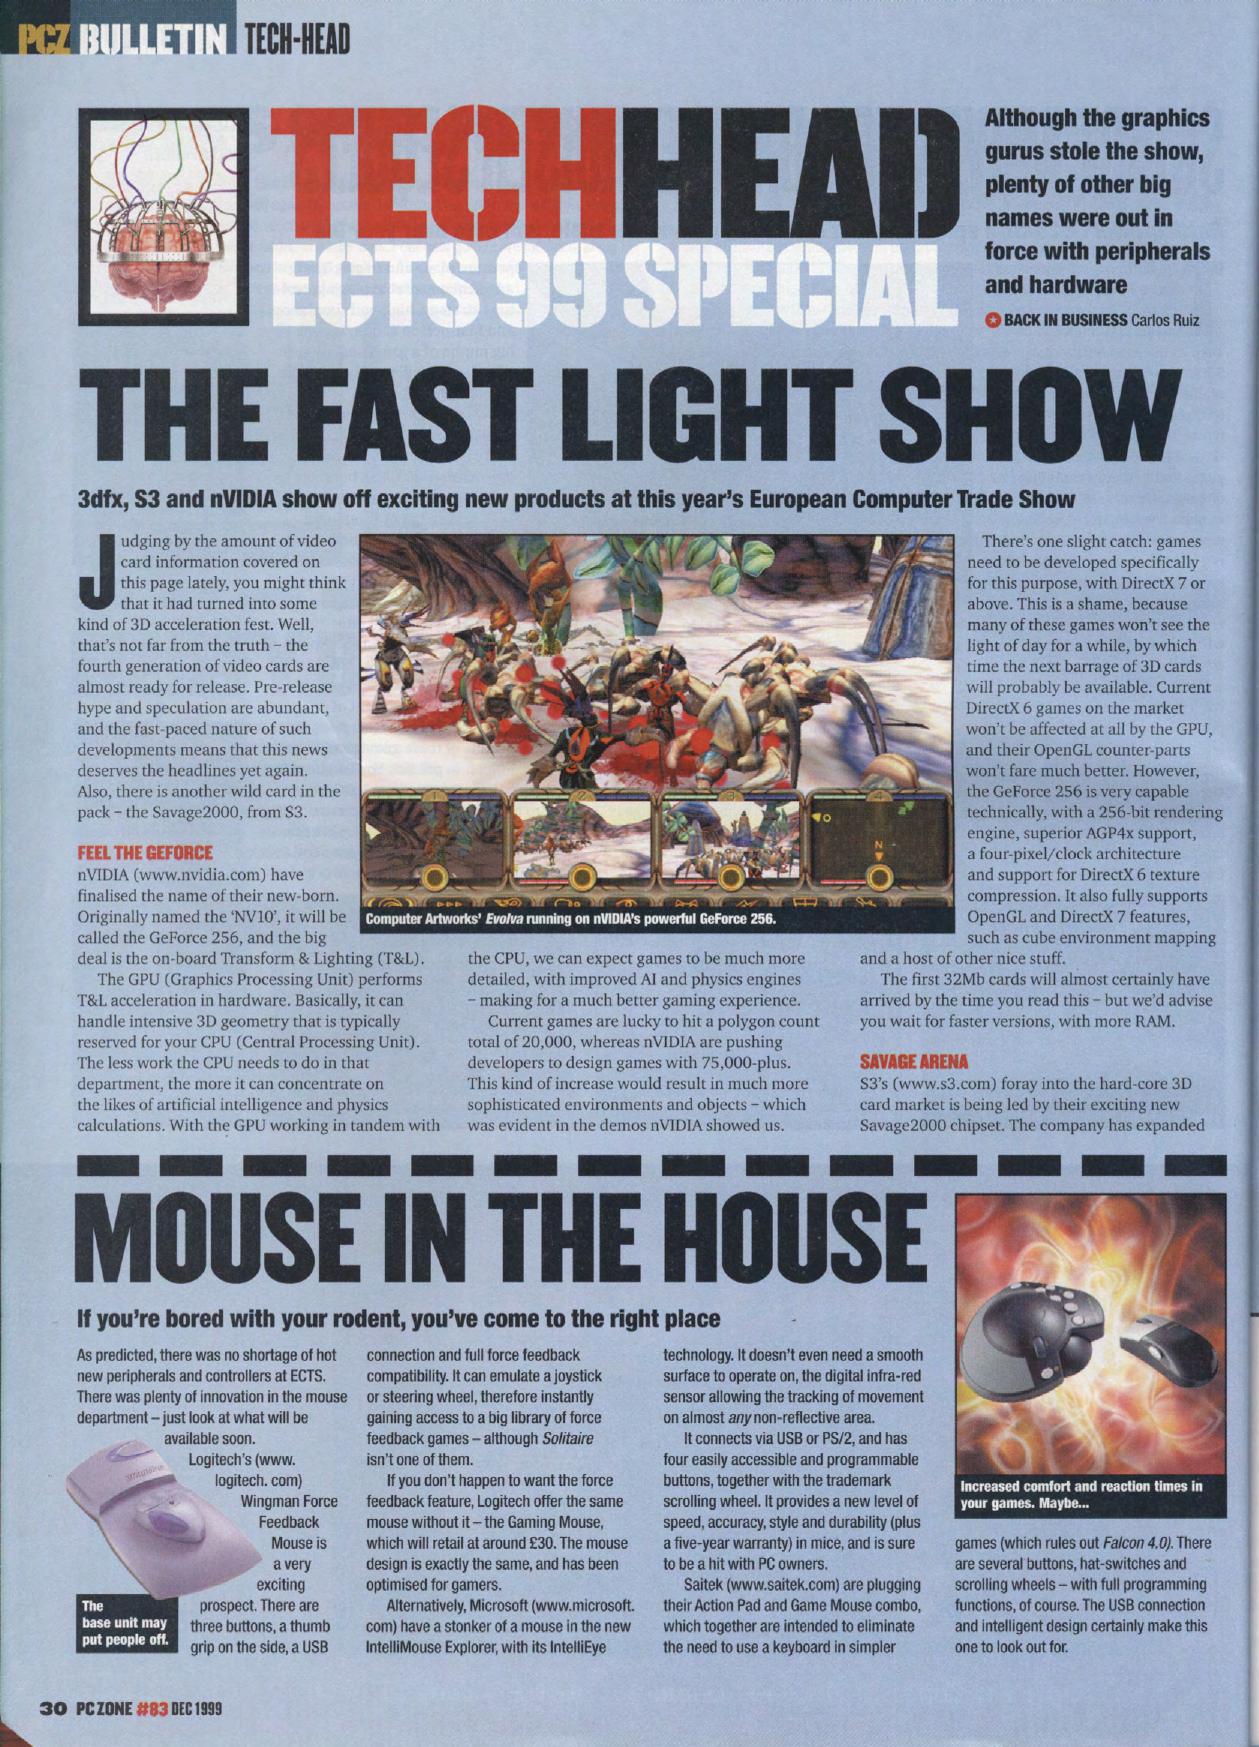 PCZ BULLETIN TECH-HEAD
TECHHEAD
ECTS 99 SPECIAL
Although the graphics
gurus stole the show,
plenty of other big
names were out in
force with peripherals
and hardware
BACK IN BUSINESS Carlos Ruiz
THE FAST LIGHT SHOW
3dfx, S3 and nVIDIA show off exciting new products at this year's European Computer Trade Show
Judging by the amount of video
card information covered on
this page lately, you might think
that it had turned into some
kind of 3D acceleration fest. Well,
that's not far from the truth – the
fourth generation of video cards are
almost ready for release. Pre-release
hype and speculation are abundant,
and the fast-paced nature of such
developments means that this news
deserves the headlines yet again.
Also, there is another wild card in the
pack – the Savage2000, from S3.
FEEL THE GEFORCE
nVIDIA (www.nvidia.com) have
finalised the name of their new-born.
Originally named the 'NV10', it will be
called the GeForce 256, and the big
deal is the on-board Transform & Lighting (T&L).
The GPU (Graphics Processing Unit) performs
T&L acceleration in hardware. Basically, it can
handle intensive 3D geometry that is typically
reserved for your CPU (Central Processing Unit).
The less work the CPU needs to do in that
department, the more it can concentrate on
the likes of artificial intelligence and physics
calculations. With the GPU working in tandem with
1
2
3
4
N
Computer Artworks' Evolva running on nVIDIA's powerful GeForce 256.
the CPU, we can expect games to be much more
detailed, with improved AI and physics engines
– making for a much better gaming experience.
Current games are lucky to hit a polygon count
total of 20,000, whereas nVIDIA are pushing
developers to design games with 75,000-plus.
This kind of increase would result in much more
sophisticated environments and objects – which
was evident in the demos nVIDIA showed us.
There's one slight catch: games
need to be developed specifically
for this purpose, with DirectX 7 or
above. This is a shame, because
many of these games won't see the
light of day for a while, by which
time the next barrage of 3D cards
will probably be available. Current
DirectX 6 games on the market
won't be affected at all by the GPU,
and their OpenGL counter-parts
won't fare much better. However,
the GeForce 256 is very capable
technically, with a 256-bit rendering
engine, superior AGP4x support,
a four-pixel/clock architecture
and support for DirectX 6 texture
compression. It also fully supports
OpenGL and DirectX 7 features,
such as cube environment mapping
and a host of other nice stuff.
The first 32Mb cards will almost certainly have
arrived by the time you read this – but we'd advise
you wait for faster versions, with more RAM.
SAVAGE ARENA
S3's (www.s3.com) foray into the hard-core 3D
card market is being led by their exciting new
Savage2000 chipset. The company has expanded
MOUSE IN THE HOUSE
If you're bored with your rodent, you've come to the right place
As predicted, there was no shortage of hot
new peripherals and controllers at ECTS.
There was plenty of innovation in the mouse
department – just look at what will be
available soon.
Logitech's (www.
logitech. com)
Wingman Force
Feedback
Mouse is
a very
exciting
prospect. There are
three buttons, a thumb
grip on the side, a USB
The
base unit may
put people off.
connection and full force feedback
compatibility. It can emulate a joystick
or steering wheel, therefore instantly
gaining access to a big library of force
feedback games – although Solitaire
isn't one of them.
If you don't happen to want the force
feedback feature, Logitech offer the same
mouse without it – the Gaming Mouse,
which will retail at around £30. The mouse
design is exactly the same, and has been
optimised for gamers.
Alternatively, Microsoft (www.microsoft.
com) have a stonker of a mouse in the new
IntelliMouse Explorer, with its IntelliEye
technology. It doesn't even need a smooth
surface to operate on, the digital infra-red
sensor allowing the tracking of movement
on almost any non-reflective area.
It connects via USB or PS/2, and has
four easily accessible and programmable
buttons, together with the trademark
scrolling wheel. It provides a new level of
speed, accuracy, style and durability (plus
a five-year warranty) in mice, and is sure
to be a hit with PC owners.
Saitek (www.saitek.com) are plugging
their Action Pad and Game Mouse combo,
which together are intended to eliminate
the need to use a keyboard in simpler
Increased comfort and reaction times in
your games. Maybe...
games (which rules out Falcon 4.0). There
are several buttons, hat-switches and
scrolling wheels – with full programming
functions, of course. The USB connection
and intelligent design certainly make this
one to look out for.
30 PC ZONE #83 DEC 1999